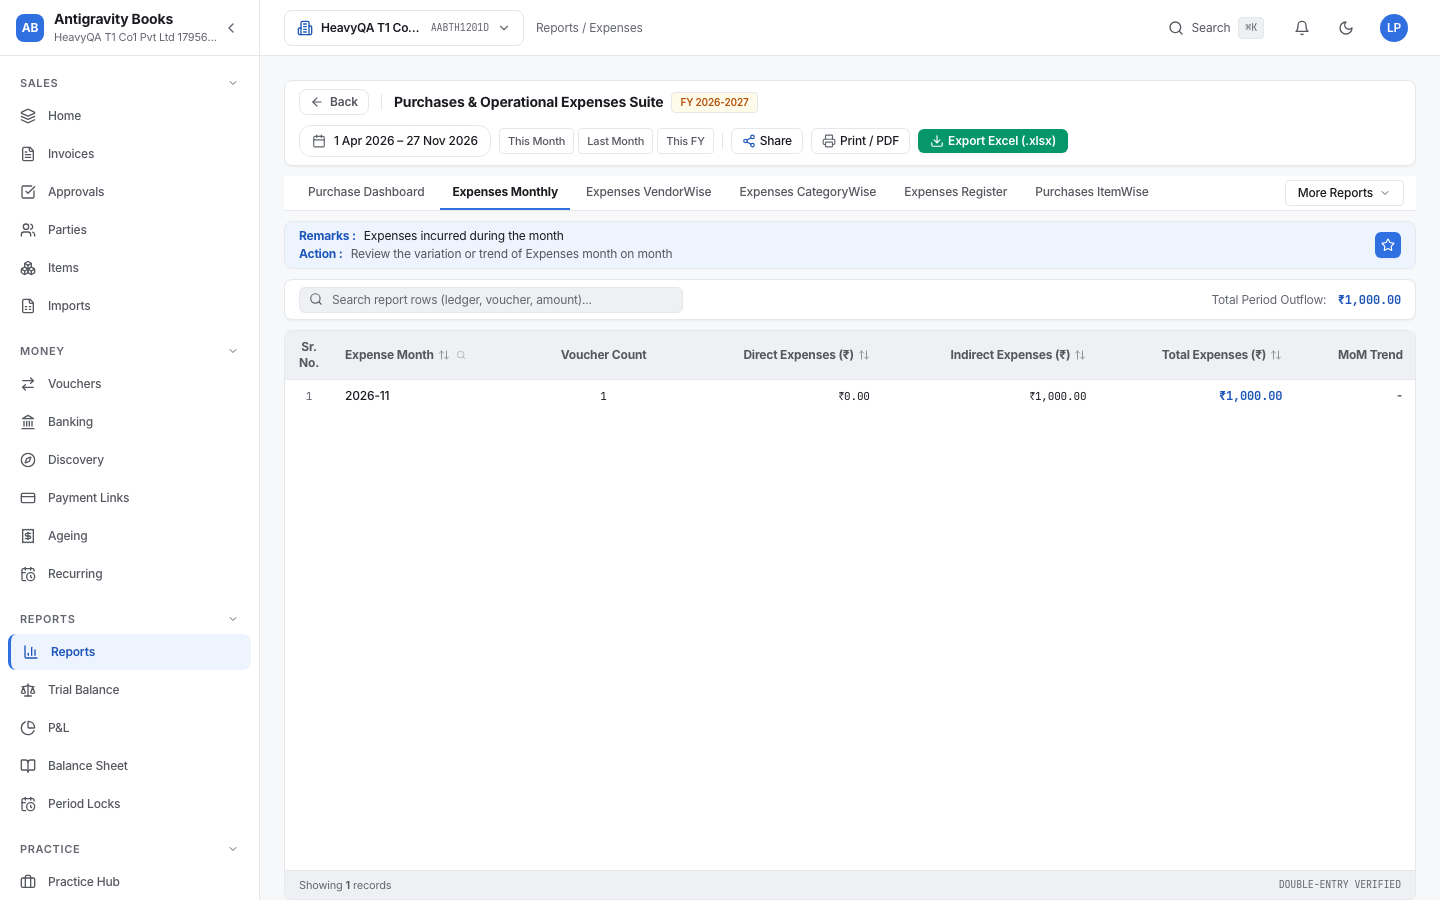 AB
Antigravity Books
HeavyQA T1 Co1 Pvt Ltd 17956...
SALES
Home
Invoices
Approvals
Parties
Items
Imports
MONEY
Vouchers
Banking
Discovery
Payment Links
Ageing
Recurring
REPORTS
Reports
Trial Balance
P&L
Balance Sheet
Period Locks
PRACTICE
Practice Hub
HeavyQA T1 Co... AABTH1201D
Reports / Expenses
Search ⌘K
LP
Back
Purchases & Operational Expenses Suite
FY 2026-2027
1 Apr 2026 – 27 Nov 2026
This Month
Last Month
This FY
Share
Print / PDF
Export Excel (.xlsx)
Purchase Dashboard
Expenses Monthly
Expenses VendorWise
Expenses CategoryWise
Expenses Register
Purchases ItemWise
More Reports
Remarks : Expenses incurred during the month
Action : Review the variation or trend of Expenses month on month
Search report rows (ledger, voucher, amount)...
Total Period Outflow: ₹1,000.00
Sr. No. Expense Month Voucher Count Direct Expenses (₹) Indirect Expenses (₹) Total Expenses (₹) MoM Trend
1 2026-11 1 ₹0.00 ₹1,000.00 ₹1,000.00 -
Showing 1 records
DOUBLE-ENTRY VERIFIED